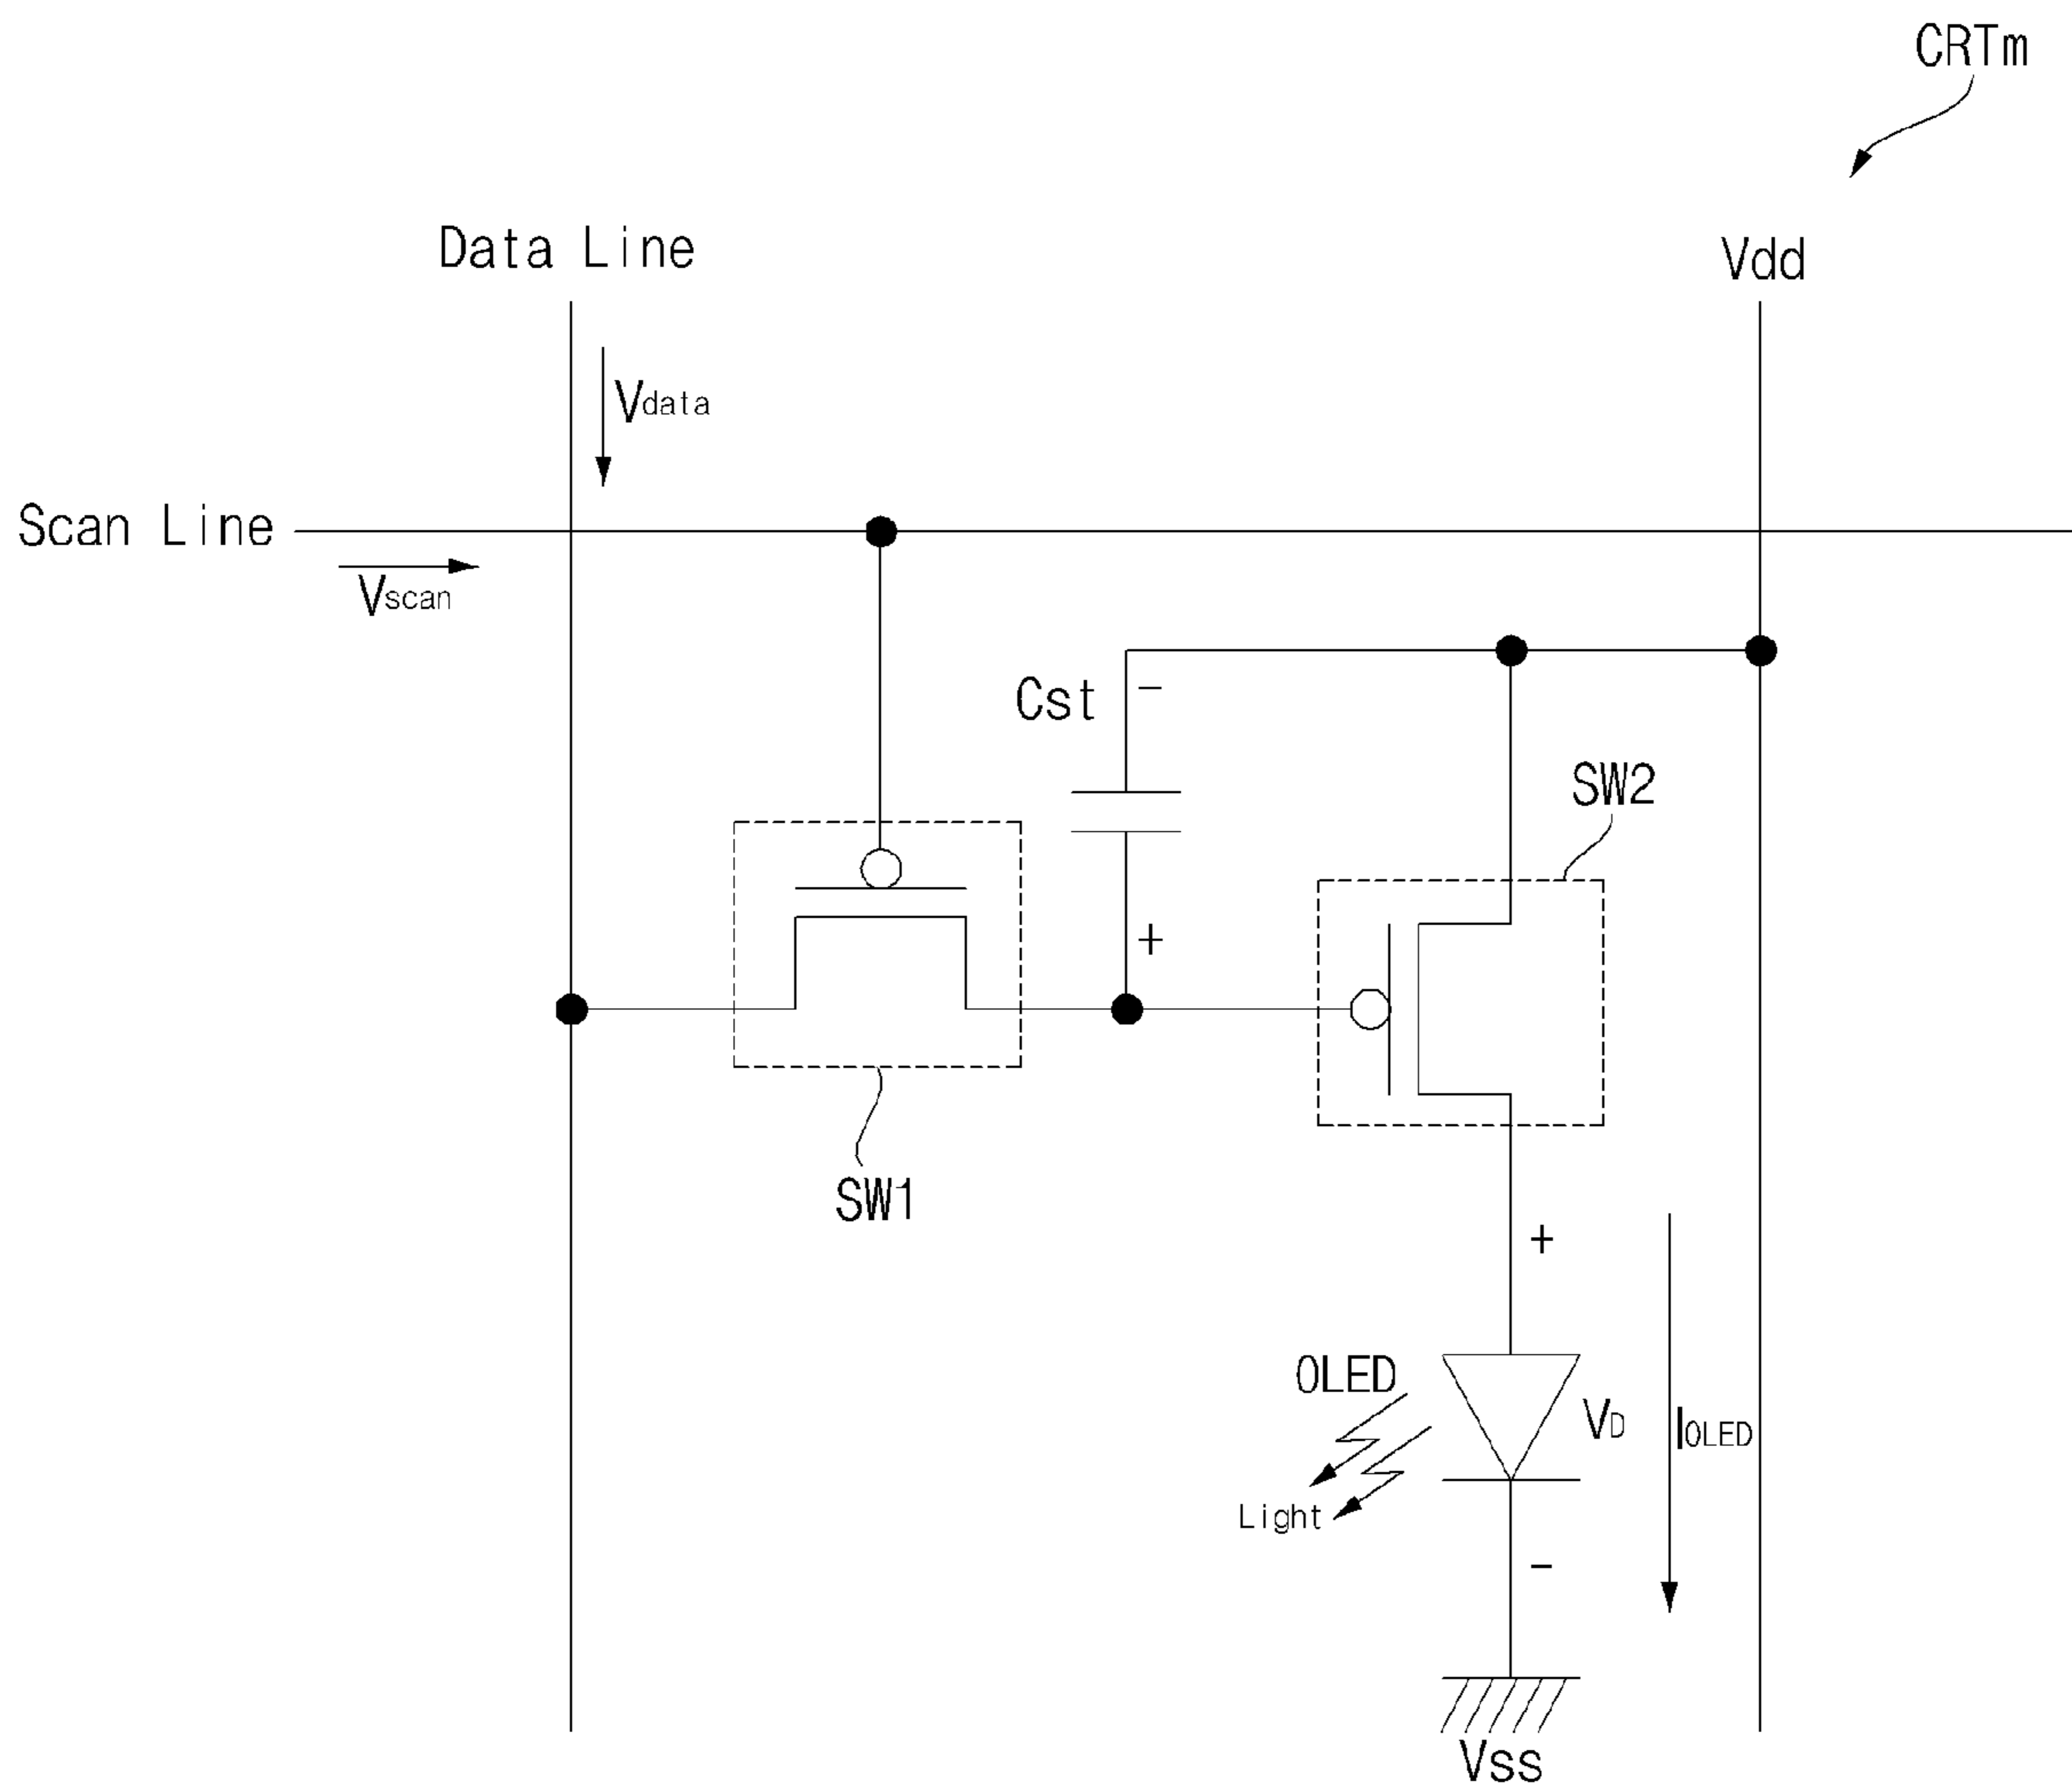 CRTm
Data Line
Vdd
Vdata
Scan Line
Vscan
Cst
−
SW2
+
SW1
+
OLED
VD
IOLED
Light
−
Vss